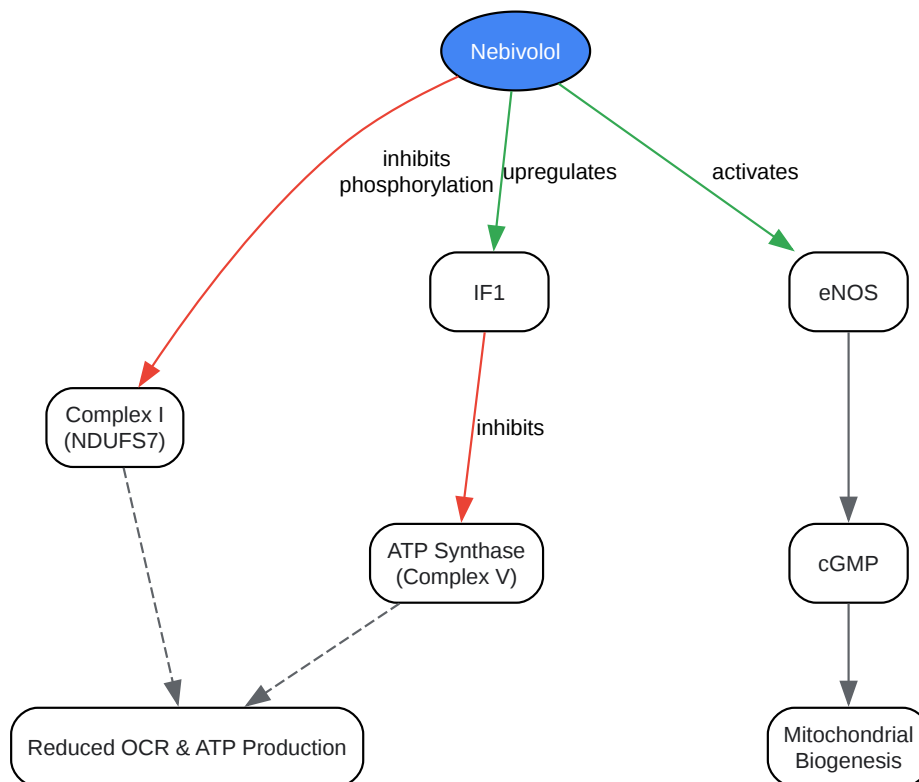 Nebivolol
inhibits
phosphorylation
upregulates
activates
IF1
eNOS
Complex I
(NDUFS7)
inhibits
ATP Synthase
(Complex V)
cGMP
Reduced OCR & ATP Production
Mitochondrial
Biogenesis